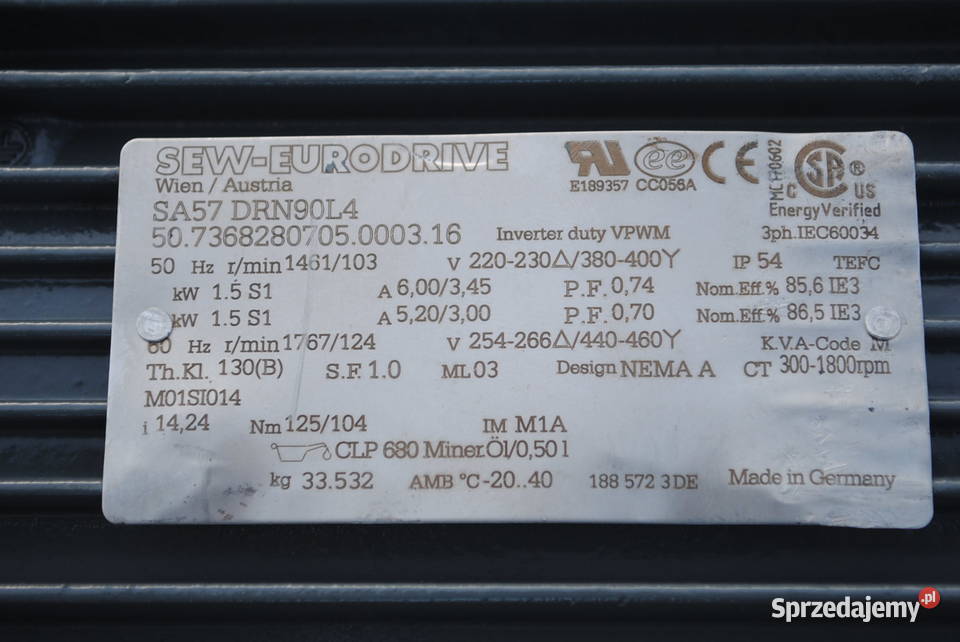 SEW-EURODRIVE
Wien / Austria
E189357 CC056A
MC170602
C US
EnergyVerified
SA57 DRN90L4
50.7368280705.0003.16 Inverter duty VPWM 3ph.IEC60034
50 Hz r/min 1461/103 V 220-230△/380-400Y IP 54 TEFC
kW 1.5 S1 A 6,00/3,45 P.F. 0,74 Nom.Eff.% 85,6 IE3
kW 1.5 S1 A 5,20/3,00 P.F. 0,70 Nom.Eff.% 86,5 IE3
60 Hz r/min 1767/124 V 254-266△/440-460Y K.V.A-Code M
Th.Kl. 130(B) S.F. 1.0 ML 03 Design NEMA A CT 300-1800rpm
M01SI014
i 14,24 Nm 125/104 IM M1A
CLP 680 Miner.Öl/0,50 l
kg 33.532 AMB °C -20..40 188 572 3 DE Made in Germany
Sprzedajemy.pl